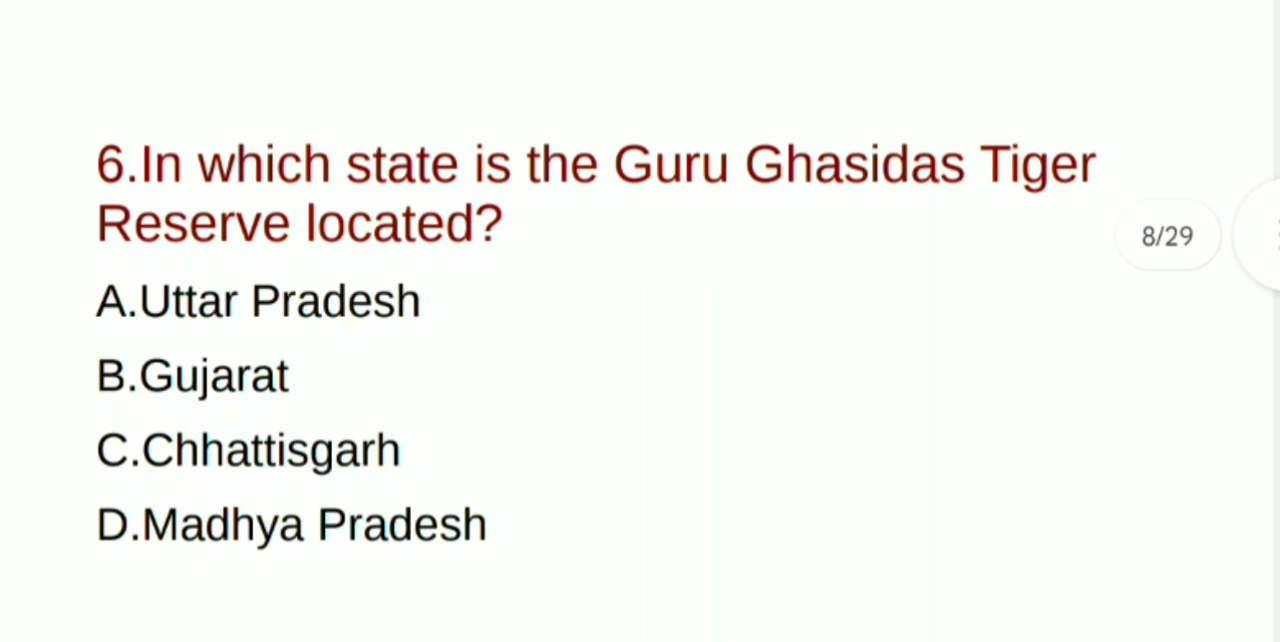 6.In which state is the Guru Ghasidas Tiger
Reserve located?
8/29
A.Uttar Pradesh
B.Gujarat
C.Chhattisgarh
D.Madhya Pradesh